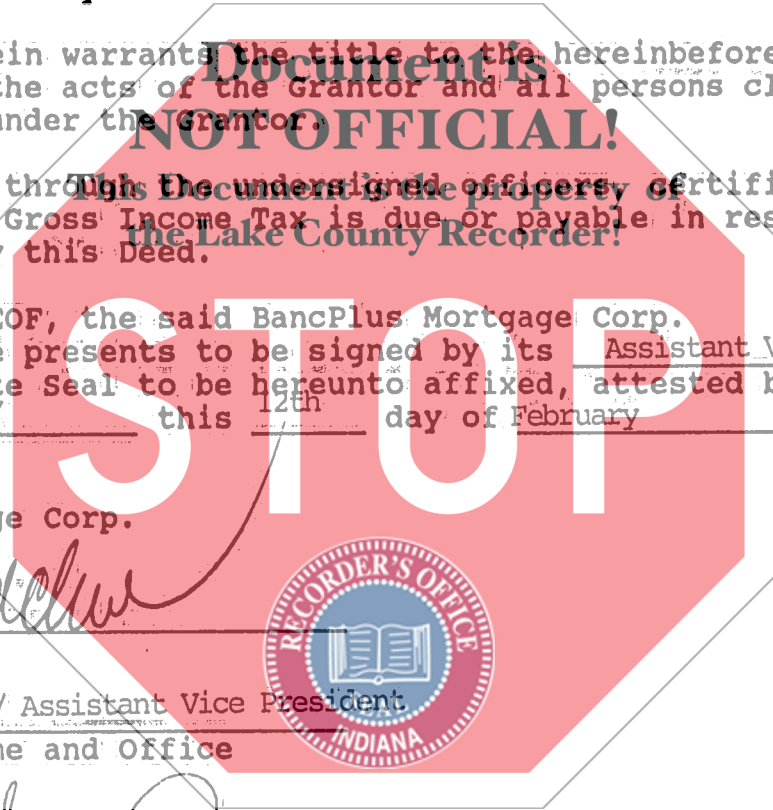 ein warrants the title to the hereinbefore
Document is
the acts of the Grantor and all persons cl
under the Grantor.
NOT OFFICIAL!
through the undersigned officers, certifi
This Document is the property of
Gross Income Tax is due or payable in res
the Lake County Recorder!
this Deed.
STOP
EOF, the said BancPlus Mortgage Corp.
e presents to be signed by its Assistant V
te Seal to be hereunto affixed, attested b
this 12th day of February
ge Corp.
RECORDER'S OFFICE
/ Assistant Vice President
INDIANA
me and Office